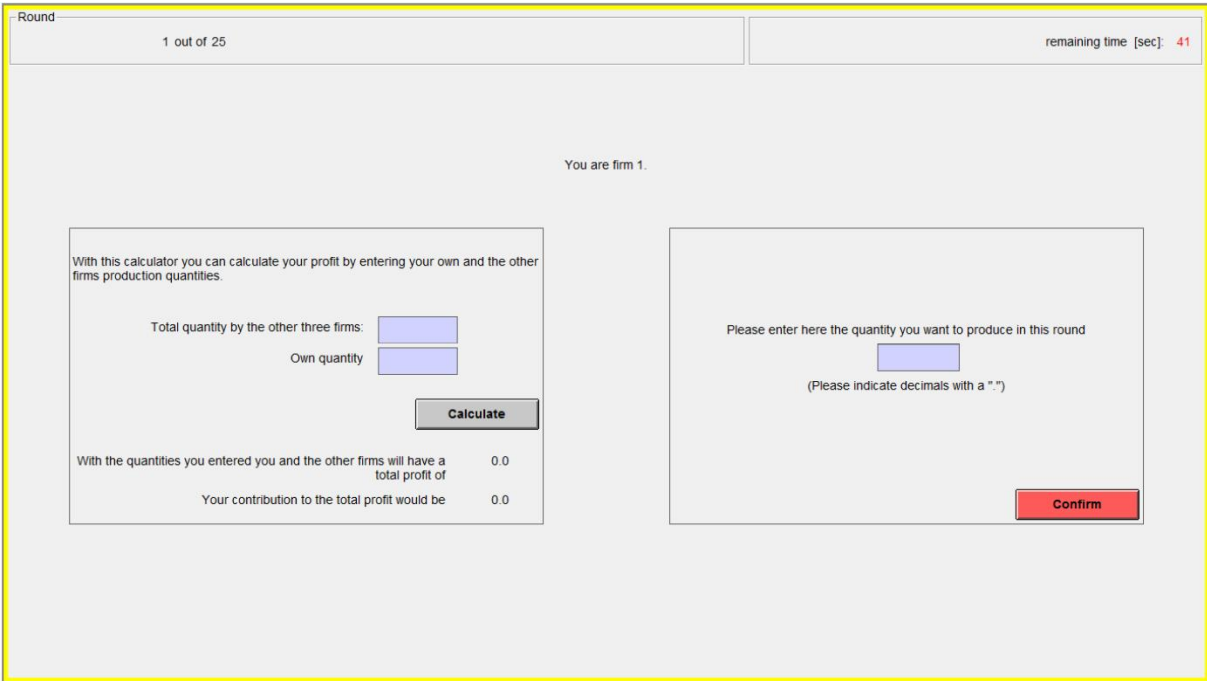 Round
1 out of 25
remaining time [sec]: 41
You are firm 1.
With this calculator you can calculate your profit by entering your own and the other
firms production quantities.
Total quantity by the other three firms:
Own quantity
Calculate
With the quantities you entered you and the other firms will have a
total profit of
0.0
Your contribution to the total profit would be
0.0
Please enter here the quantity you want to produce in this round
(Please indicate decimals with a ".")
Confirm